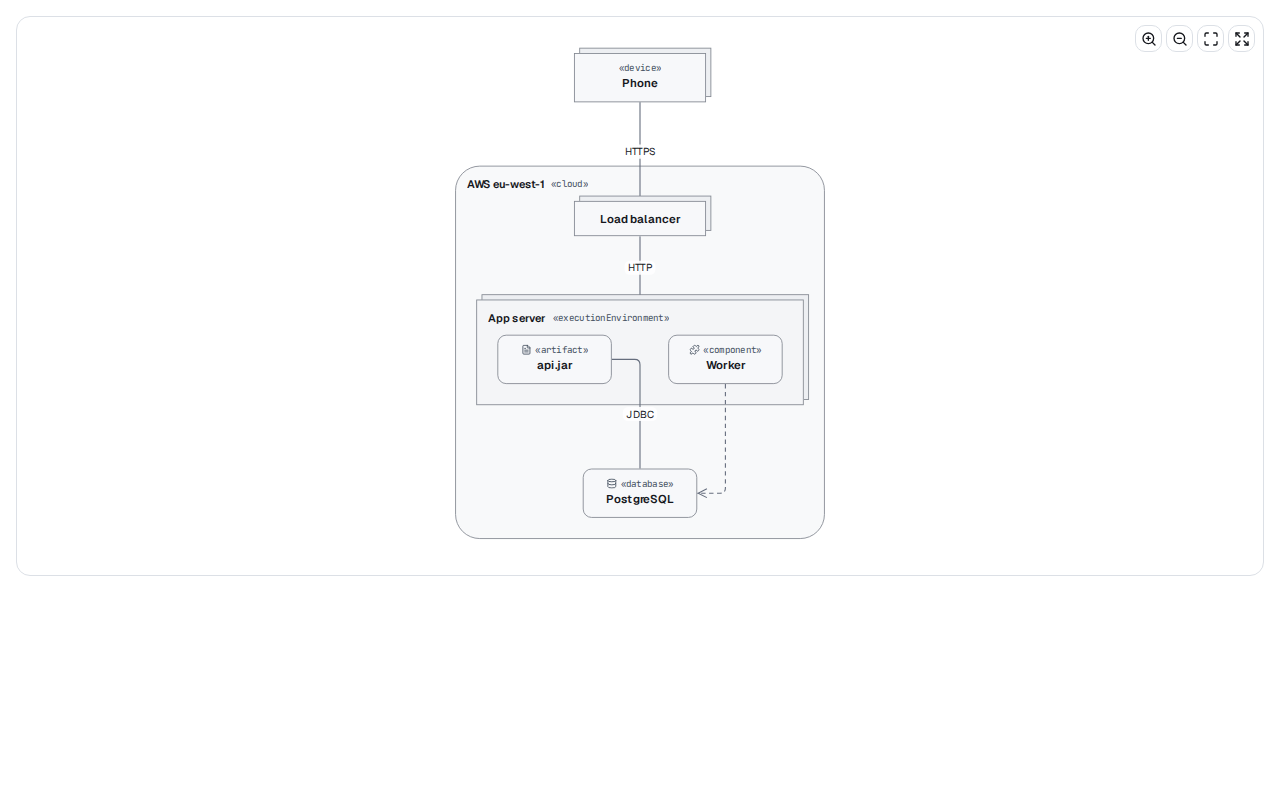 «device»
Phone
HTTPS
AWS eu-west-1 «cloud»
Load balancer
HTTP
App server «executionEnvironment»
«artifact»
api.jar
«component»
Worker
JDBC
«database»
PostgreSQL